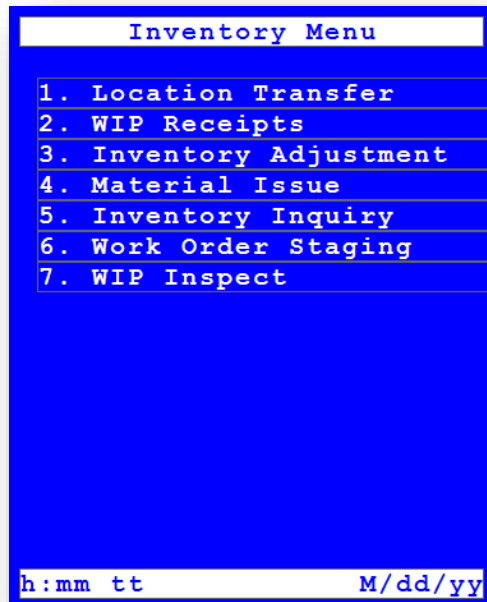 Inventory Menu
1. Location Transfer
2. WIP Receipts
3. Inventory Adjustment
4. Material Issue
5. Inventory Inquiry
6. Work Order Staging
7. WIP Inspect
h:mm tt M/dd/yy